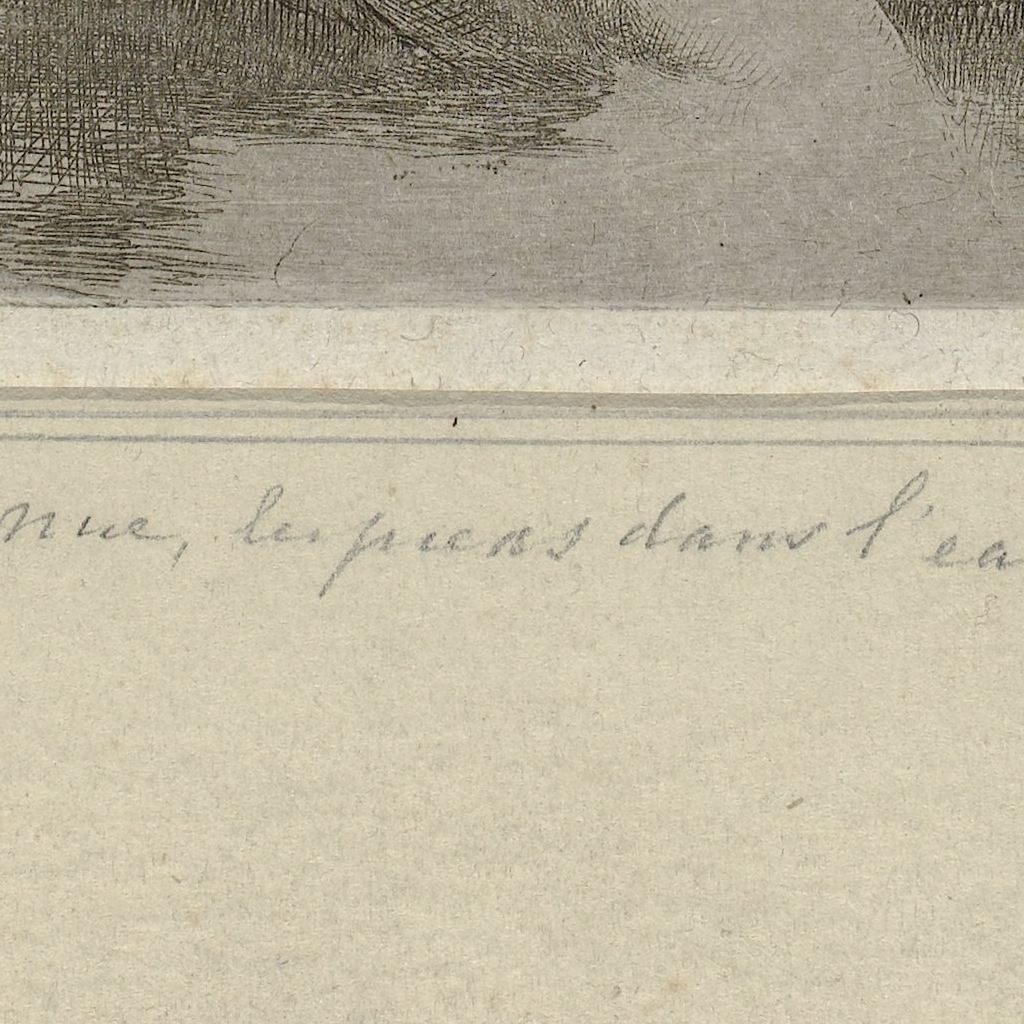 nue, les pieds dans l'ea